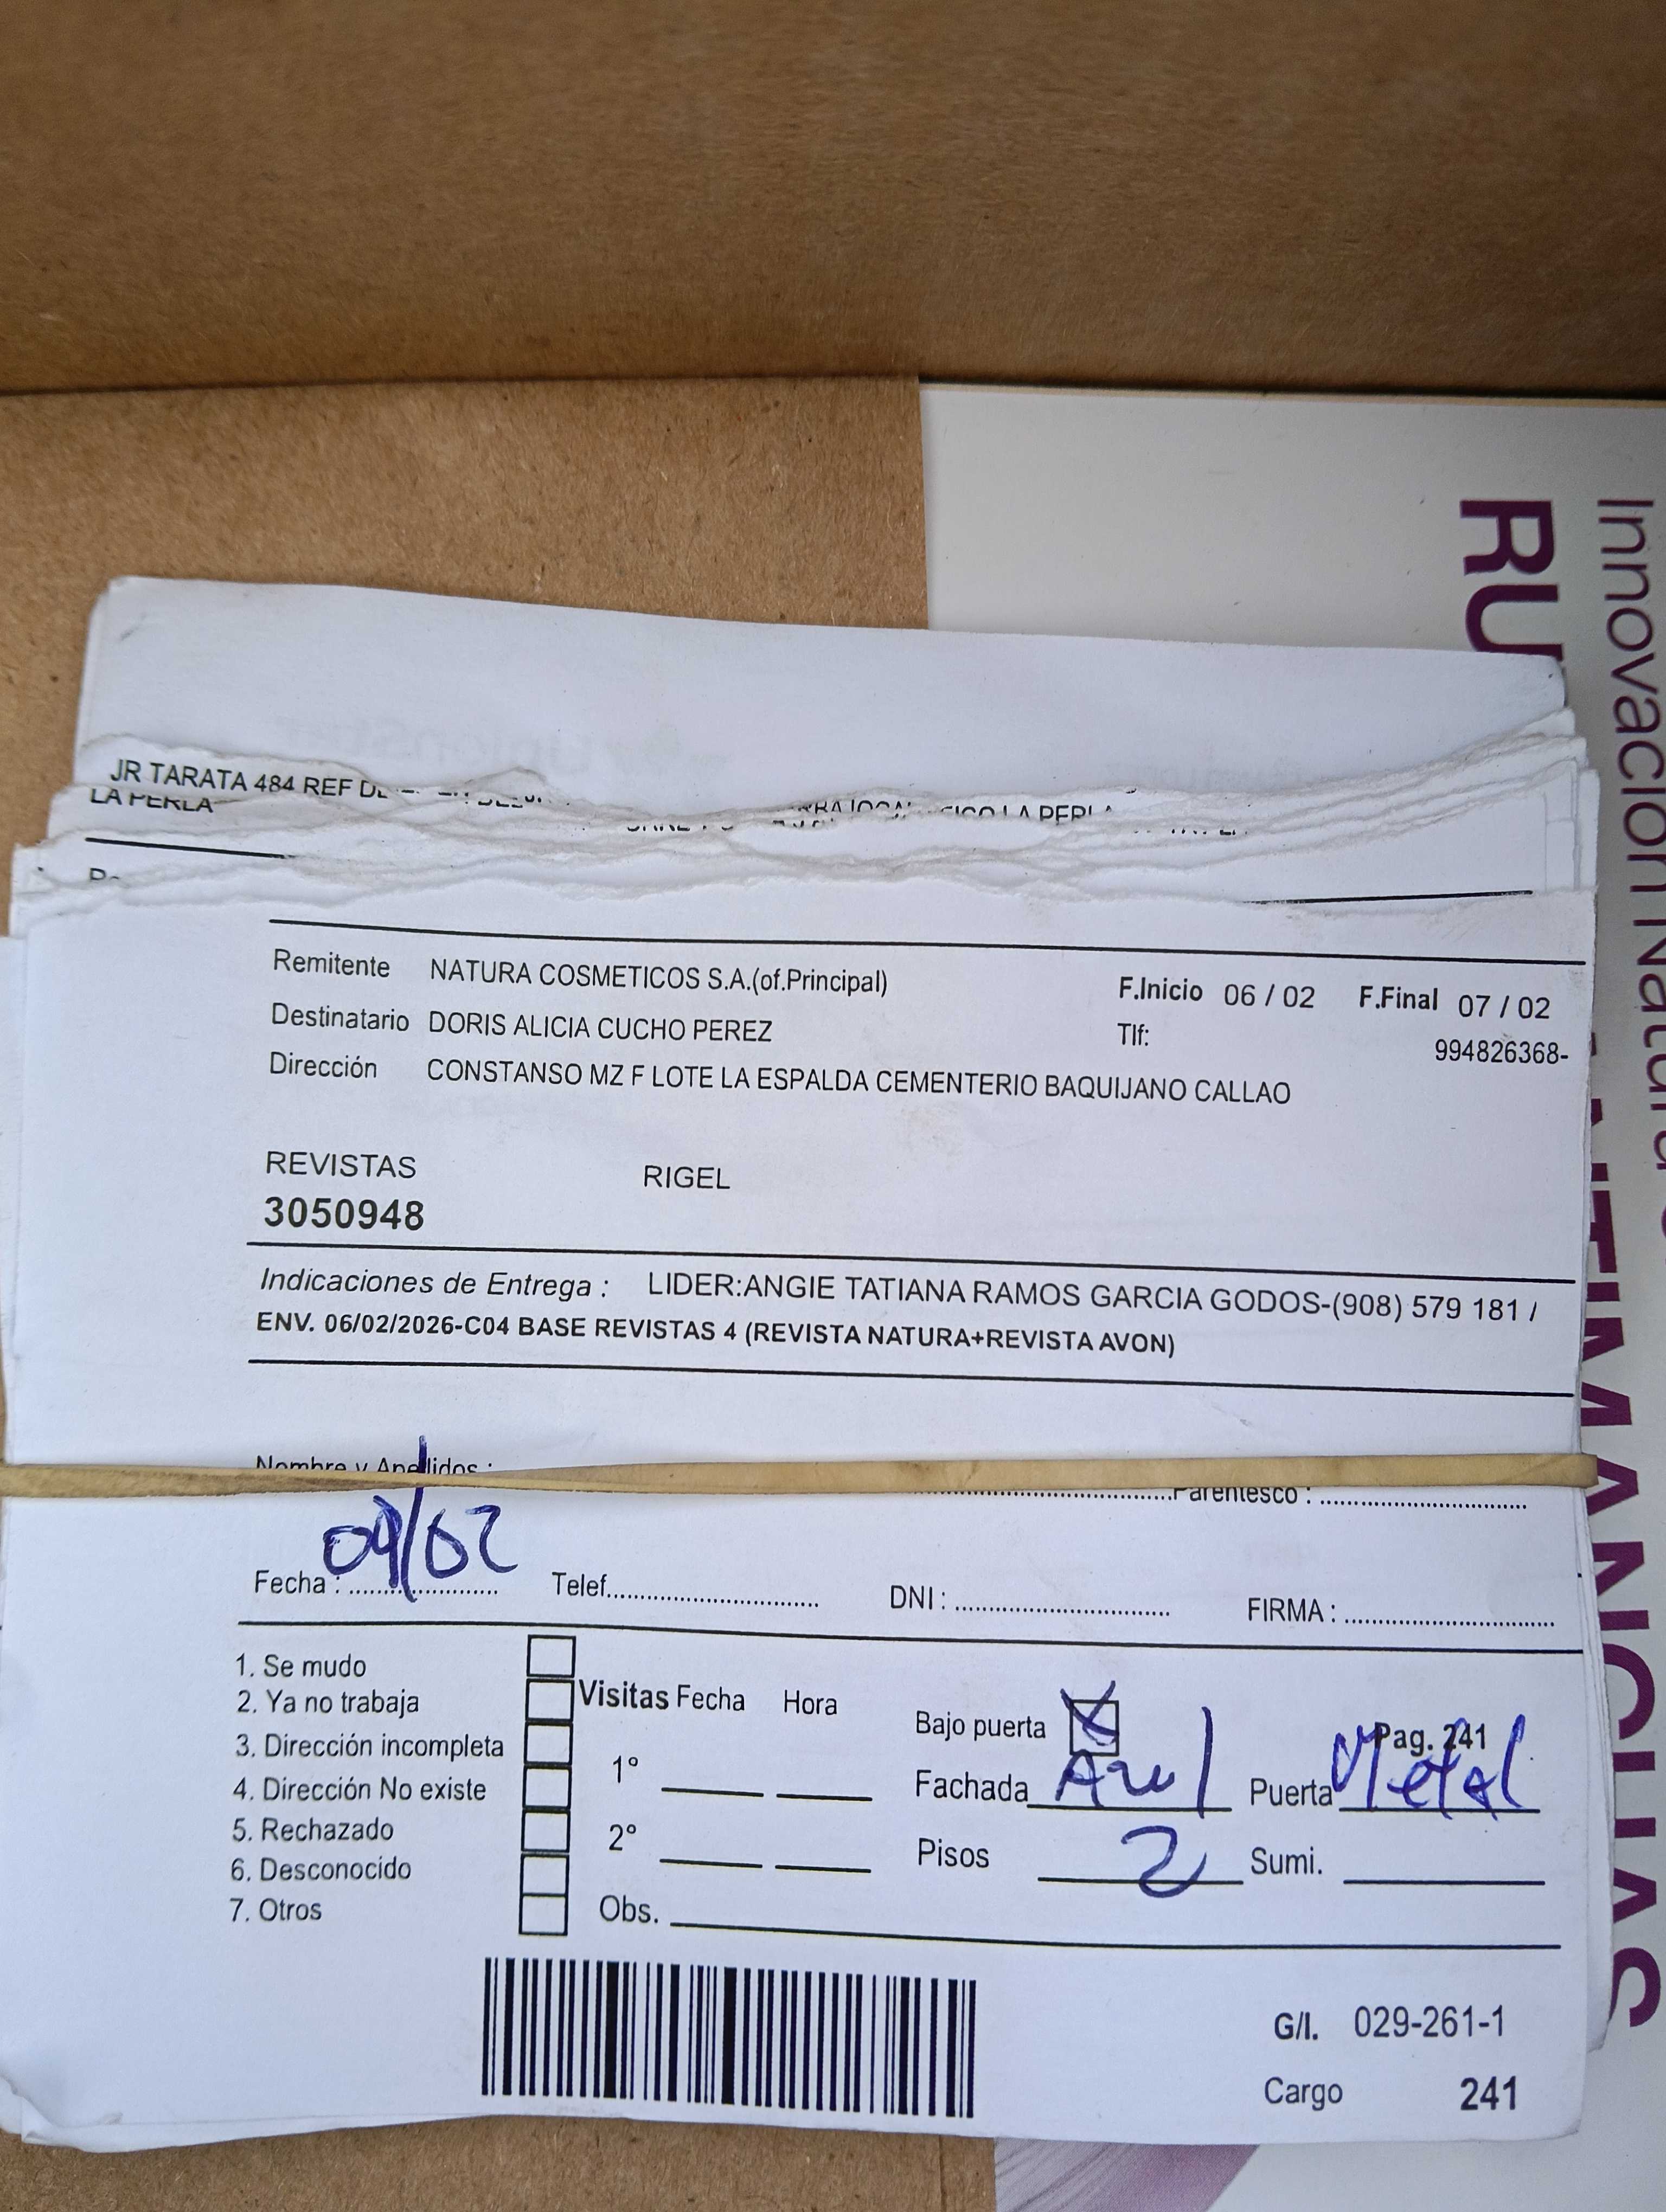 Innovación Natura
RU
JR TARATA 484 REF
LA PERLA
LA PERLA
Remitente NATURA COSMETICOS S.A.(of.Principal) F.Inicio 06 / 02 F.Final 07 / 02
Destinatario DORIS ALICIA CUCHO PEREZ Tlf: 994826368-
Dirección CONSTANSO MZ F LOTE LA ESPALDA CEMENTERIO BAQUIJANO CALLAO
REVISTAS RIGEL
3050948
Indicaciones de Entrega : LIDER:ANGIE TATIANA RAMOS GARCIA GODOS-(908) 579 181 /
ENV. 06/02/2026-C04 BASE REVISTAS 4 (REVISTA NATURA+REVISTA AVON)
Nombre y Apellidos : Parentesco :
Fecha : 09/02 Telef. DNI : FIRMA :
1. Se mudo
2. Ya no trabaja Visitas Fecha Hora Bajo puerta X Pag. 241
3. Dirección incompleta 1°
4. Dirección No existe Fachada Azul Puerta Metal
5. Rechazado 2° Pisos 2 Sumi.
6. Desconocido
7. Otros Obs.
G/I. 029-261-1
Cargo 241